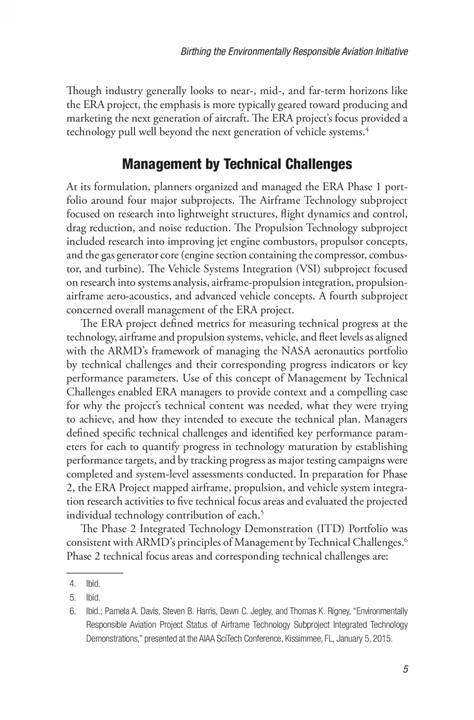 Birthing the Environmentally Responsible Aviation Initiative
Though industry generally looks to near-, mid-, and far-term horizons like
the ERA project, the emphasis is more typically geared toward producing and
marketing the next generation of aircraft. The ERA project's focus provided a
technology pull well beyond the next generation of vehicle systems.4
Management by Technical Challenges
At its formulation, planners organized and managed the ERA Phase 1 port-
folio around four major subprojects. The Airframe Technology subproject
focused on research into lightweight structures, flight dynamics and control,
drag reduction, and noise reduction. The Propulsion Technology subproject
included research into improving jet engine combustors, propulsor concepts,
and the gas generator core (engine section containing the compressor, combus-
tor, and turbine). The Vehicle Systems Integration (VSI) subproject focused
on research into systems analysis, airframe-propulsion integration, propulsion-
airframe aero-acoustics, and advanced vehicle concepts. A fourth subproject
concerned overall management of the ERA project.
The ERA project defined metrics for measuring technical progress at the
technology, airframe and propulsion systems, vehicle, and fleet levels as aligned
with the ARMD's framework of managing the NASA aeronautics portfolio
by technical challenges and their corresponding progress indicators or key
performance parameters. Use of this concept of Management by Technical
Challenges enabled ERA managers to provide context and a compelling case
for why the project's technical content was needed, what they were trying
to achieve, and how they intended to execute the technical plan. Managers
defined specific technical challenges and identified key performance param-
eters for each to quantify progress in technology maturation by establishing
performance targets, and by tracking progress as major testing campaigns were
completed and system-level assessments conducted. In preparation for Phase
2, the ERA Project mapped airframe, propulsion, and vehicle system integra-
tion research activities to five technical focus areas and evaluated the projected
individual technology contribution of each.5
The Phase 2 Integrated Technology Demonstration (ITD) Portfolio was
consistent with ARMD's principles of Management by Technical Challenges.6
Phase 2 technical focus areas and corresponding technical challenges are:
4. Ibid.
5. Ibid.
6. Ibid.; Pamela A. Davis, Steven B. Harris, Dawn C. Jegley, and Thomas K. Rigney, "Environmentally
Responsible Aviation Project Status of Airframe Technology Subproject Integrated Technology
Demonstrations," presented at the AIAA SciTech Conference, Kissimmee, FL, January 5, 2015.
5